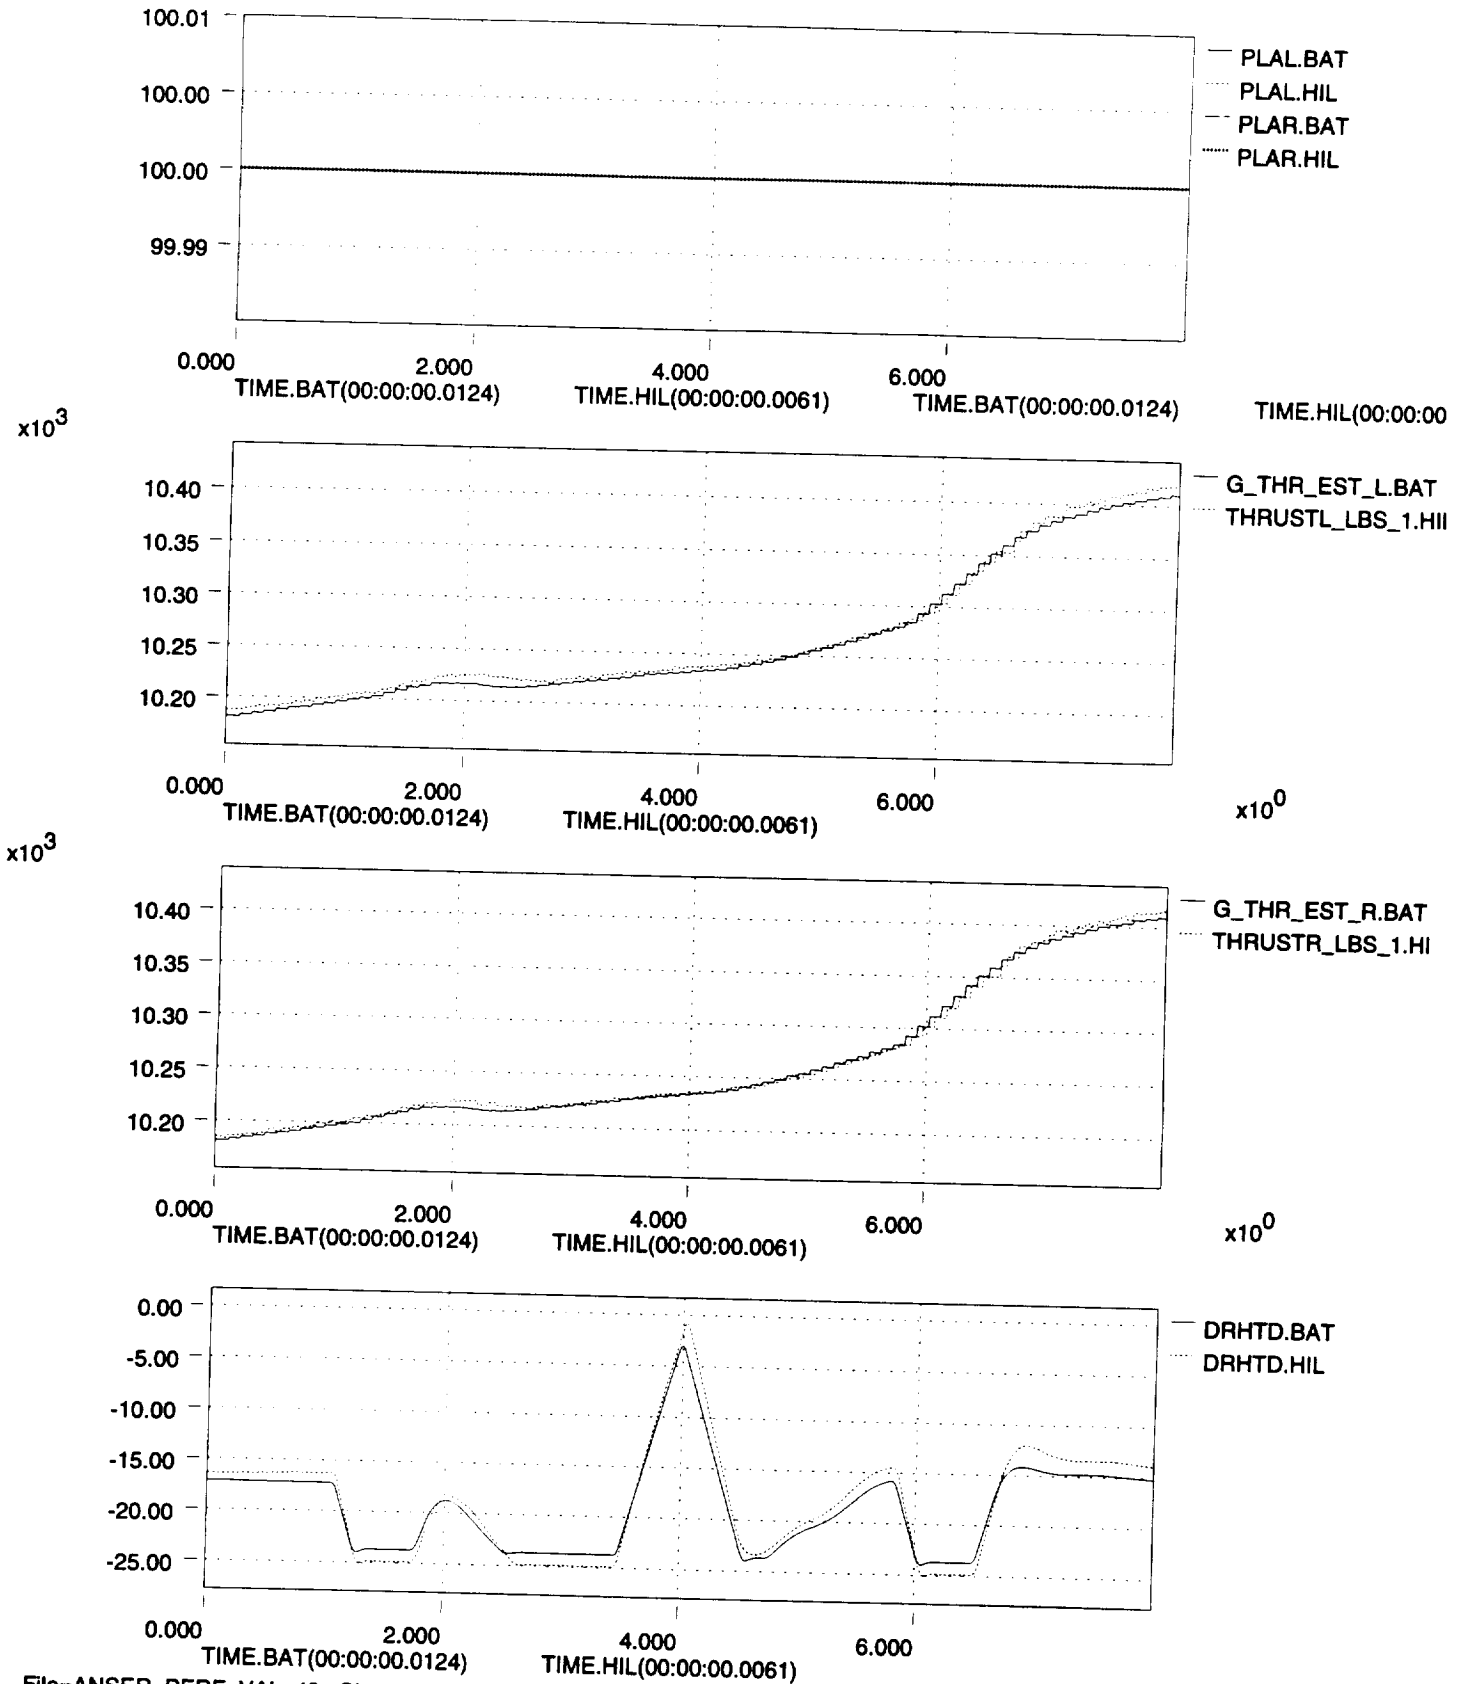 100.01
100.00
100.00
99.99
PLAL.BAT
PLAL.HIL
PLAR.BAT
PLAR.HIL
0.000 2.000 4.000 6.000
TIME.BAT(00:00:00.0124) TIME.HIL(00:00:00.0061) TIME.BAT(00:00:00.0124) TIME.HIL(00:00:00
x10^3
10.40
10.35
10.30
10.25
10.20
G_THR_EST_L.BAT
THRUSTL_LBS_1.HII
0.000 2.000 4.000 6.000 x10^0
TIME.BAT(00:00:00.0124) TIME.HIL(00:00:00.0061)
x10^3
10.40
10.35
10.30
10.25
10.20
G_THR_EST_R.BAT
THRUSTR_LBS_1.HI
0.000 2.000 4.000 6.000 x10^0
TIME.BAT(00:00:00.0124) TIME.HIL(00:00:00.0061)
0.00
-5.00
-10.00
-15.00
-20.00
-25.00
DRHTD.BAT
DRHTD.HIL
0.000 2.000 4.000 6.000
TIME.BAT(00:00:00.0124) TIME.HIL(00:00:00.0061)